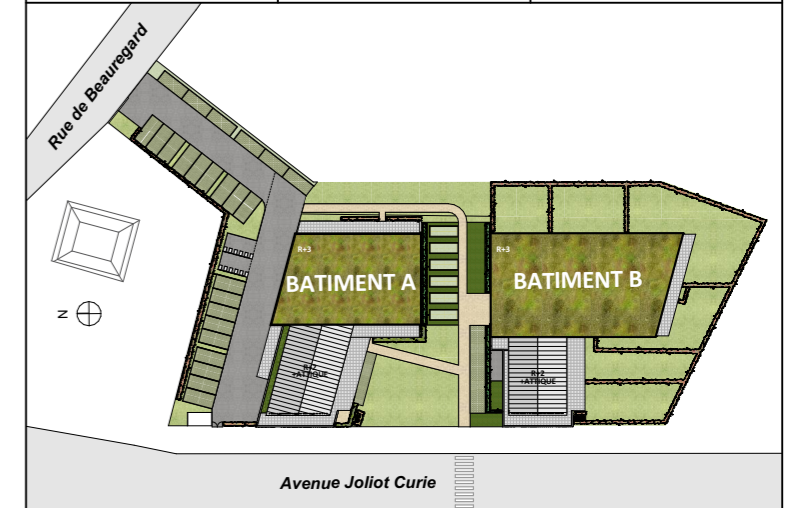 Rue de Beauregard
R+3
BATIMENT A
R+3
BATIMENT B
N
R+2
+ATTIQUE
R+2
+ATTIQUE
Avenue Joliot Curie